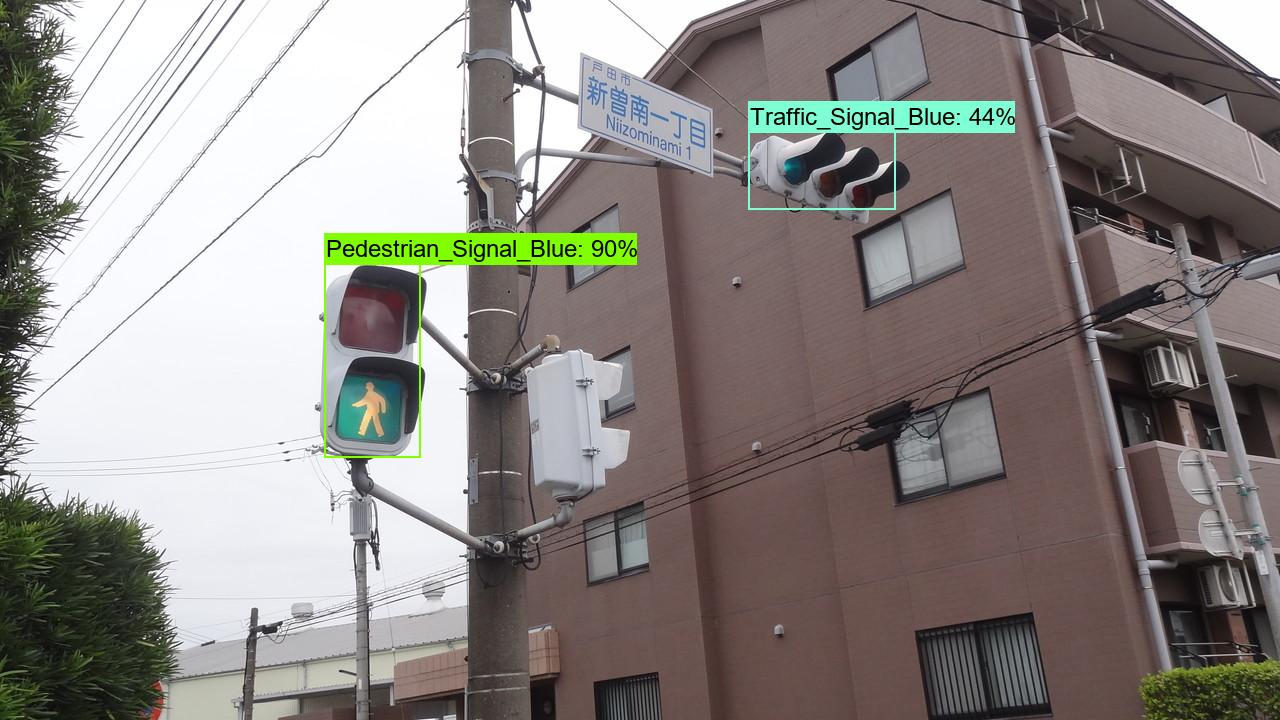 戸田市
新曽南一丁目
Niizominami 1
Traffic_Signal_Blue: 44%
Pedestrian_Signal_Blue: 90%